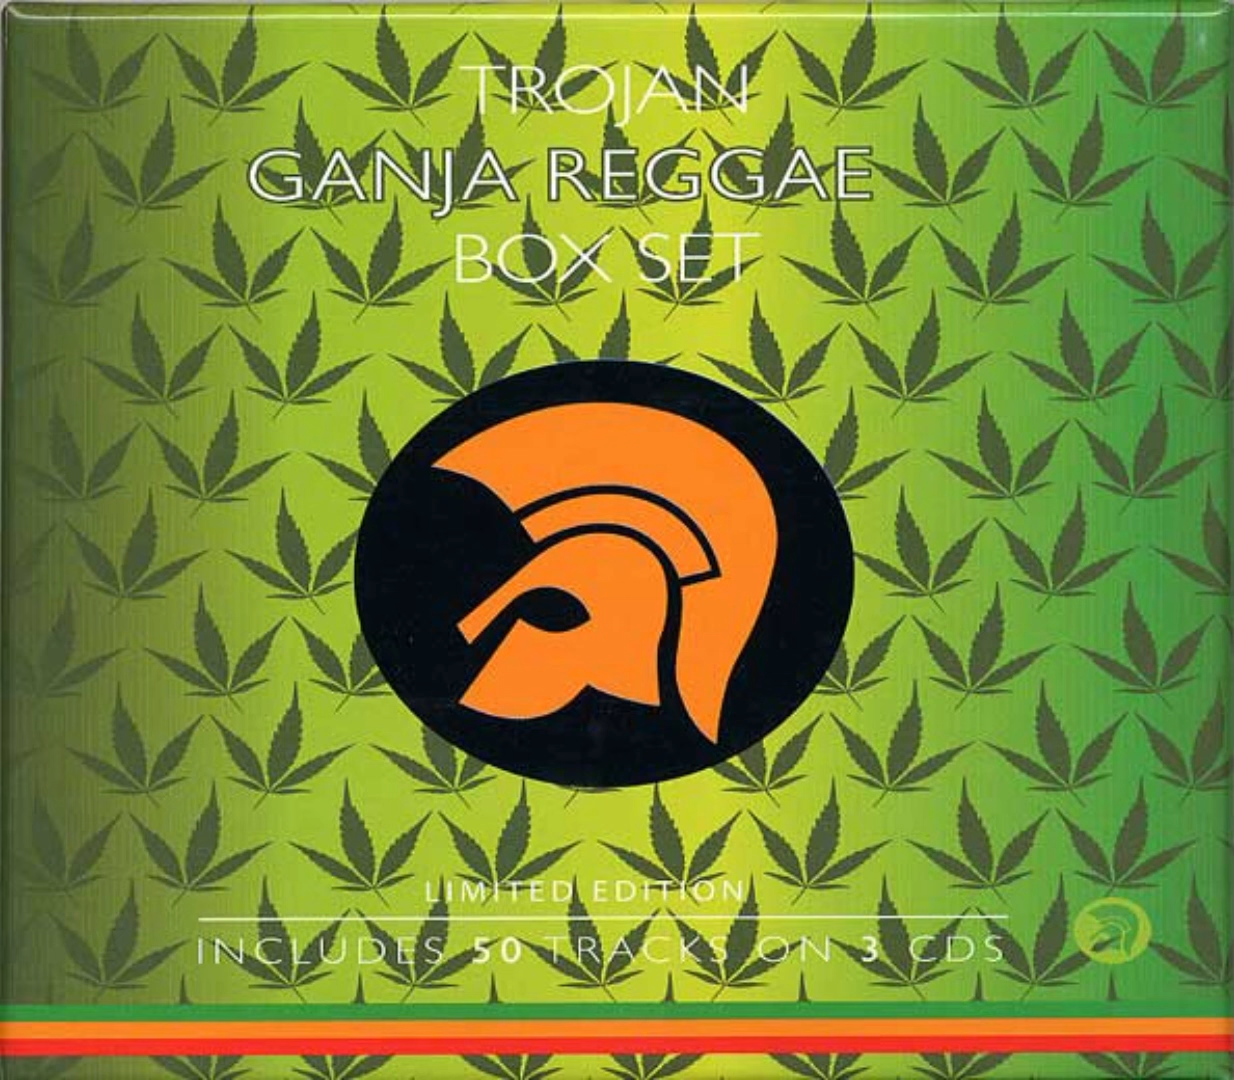 TROJAN
GANJA REGGAE
BOX SET
LIMITED EDITION
INCLUDES 50 TRACKS ON 3 CDS